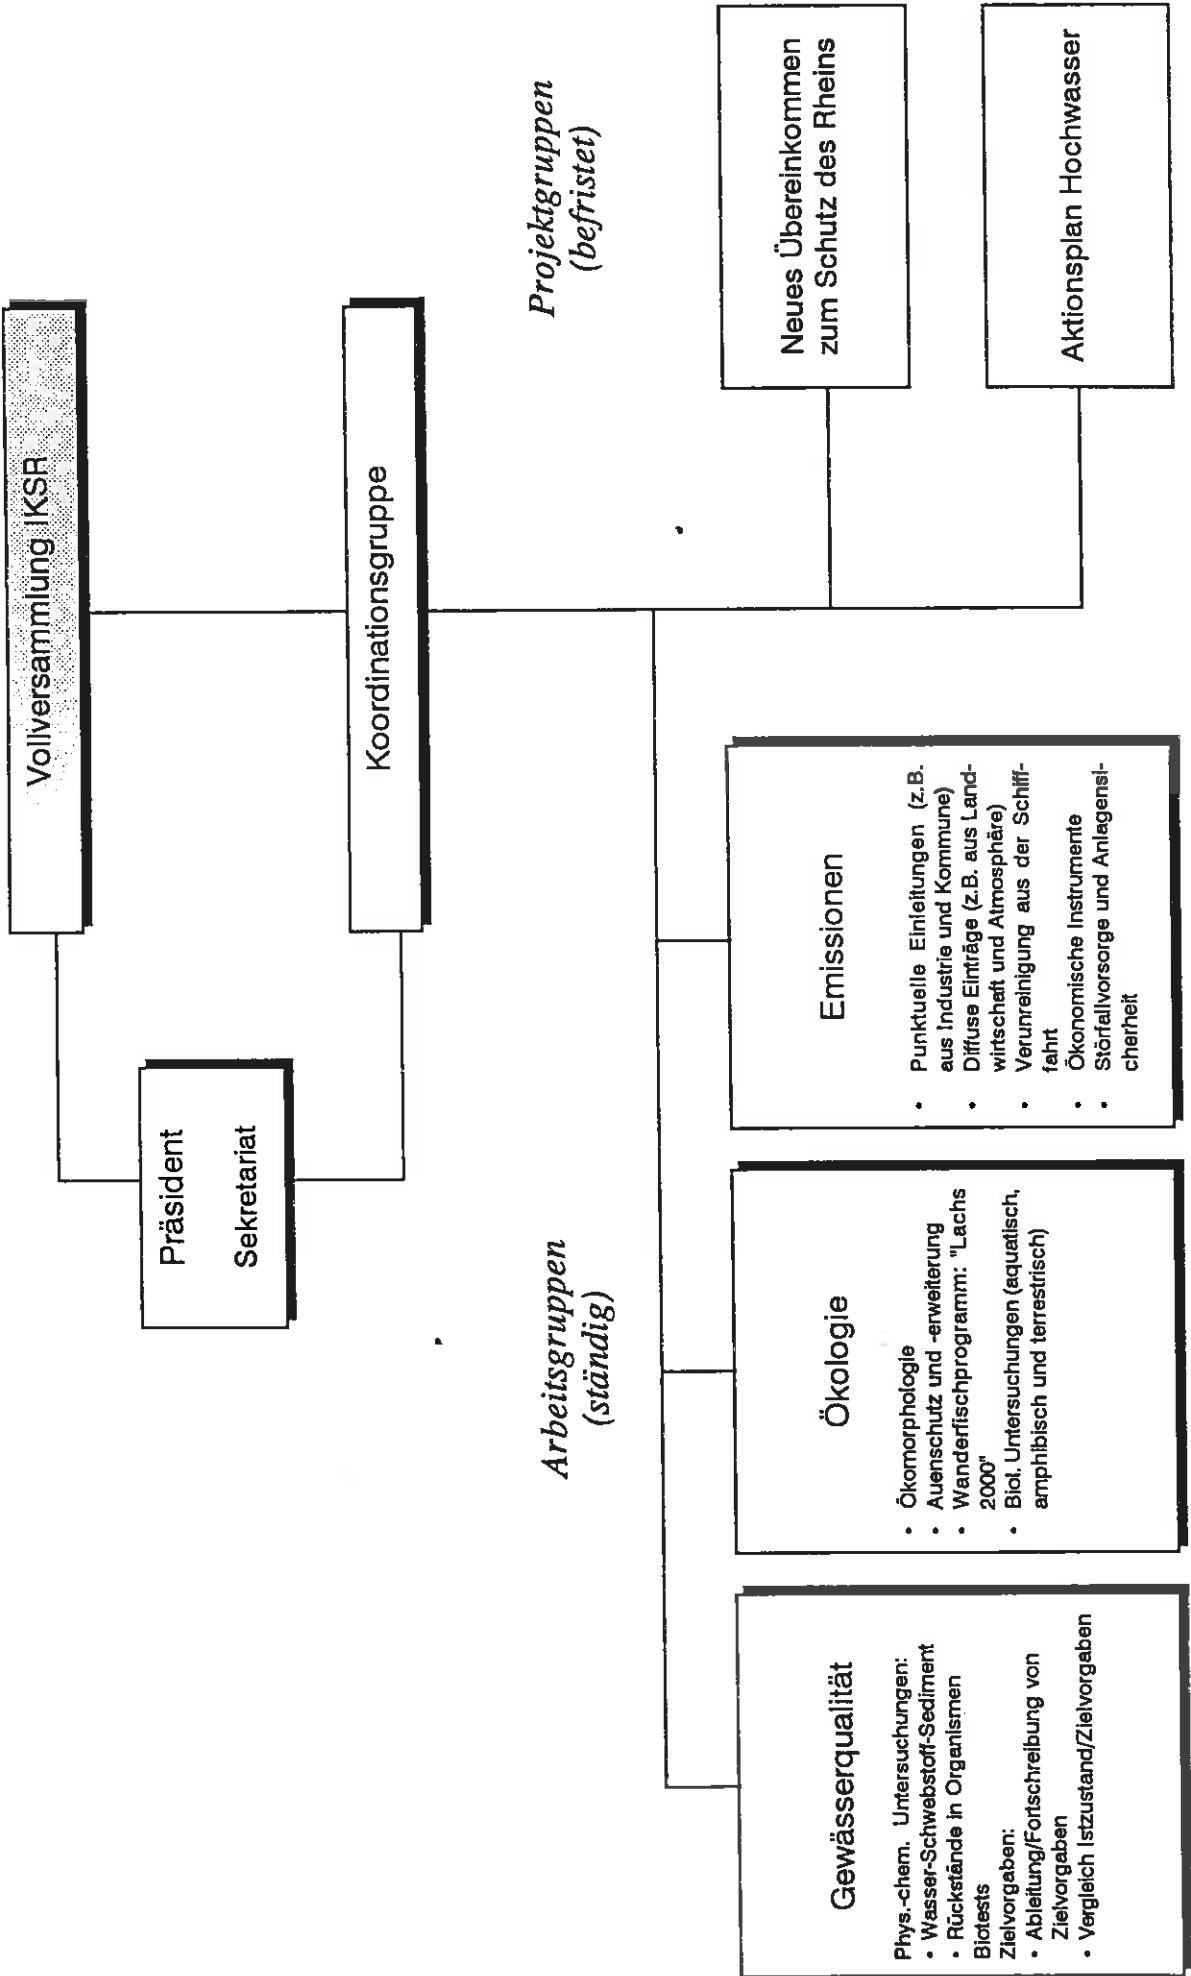 Vollversammlung IKSR
Präsident
Sekretariat
Koordinationsgruppe
Arbeitsgruppen
(ständig)
Projektgruppen
(befristet)
Gewässerqualität
Phys.-chem. Untersuchungen:
• Wasser-Schwebstoff-Sediment
• Rückstände in Organismen
Biotests
Zielvorgaben:
• Ableitung/Fortschreibung von
Zielvorgaben
• Vergleich Istzustand/Zielvorgaben
Ökologie
• Ökomorphologie
• Auenschutz und -erweiterung
• Wanderfischprogramm: "Lachs
2000"
• Biol. Untersuchungen (aquatisch,
amphibisch und terrestrisch)
Emissionen
• Punktuelle Einleitungen (z.B.
aus Industrie und Kommune)
• Diffuse Einträge (z.B. aus Land-
wirtschaft und Atmosphäre)
• Verunreinigung aus der Schiff-
fahrt
• Ökonomische Instrumente
• Störfallvorsorge und Anlagensi-
cherheit
Neues Übereinkommen
zum Schutz des Rheins
Aktionsplan Hochwasser